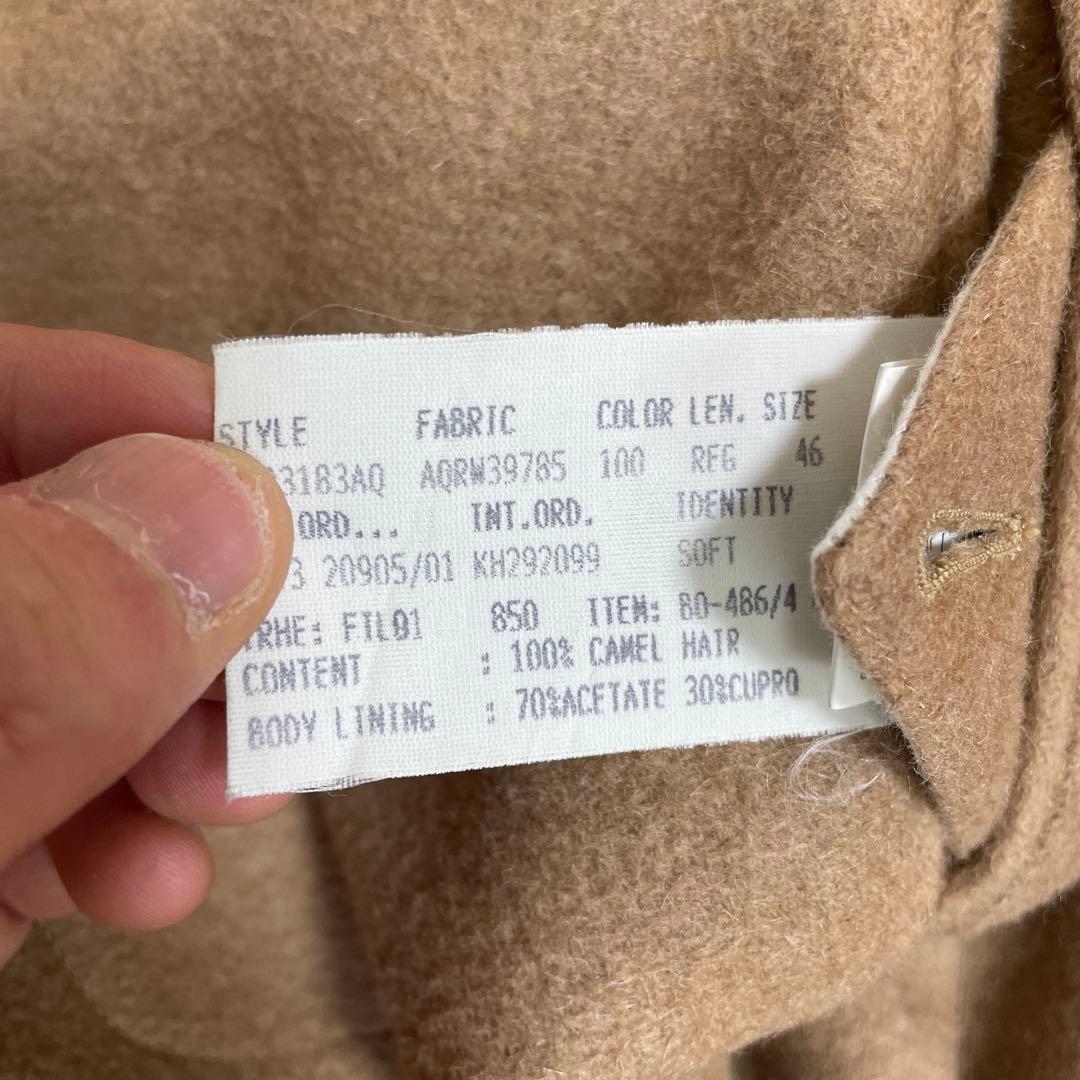 STYLE FABRIC COLOR LEN. SIZE
3183AQ AQRW39785 100 REG 46
ORD... INT.ORD. IDENTITY
3 20905/01 KH292099 SOFT
RHE: FTL01 850 ITEM: 80-486/4
CONTENT : 100% CAMEL HAIR
BODY LINING : 70%ACETATE 30%CUPRO